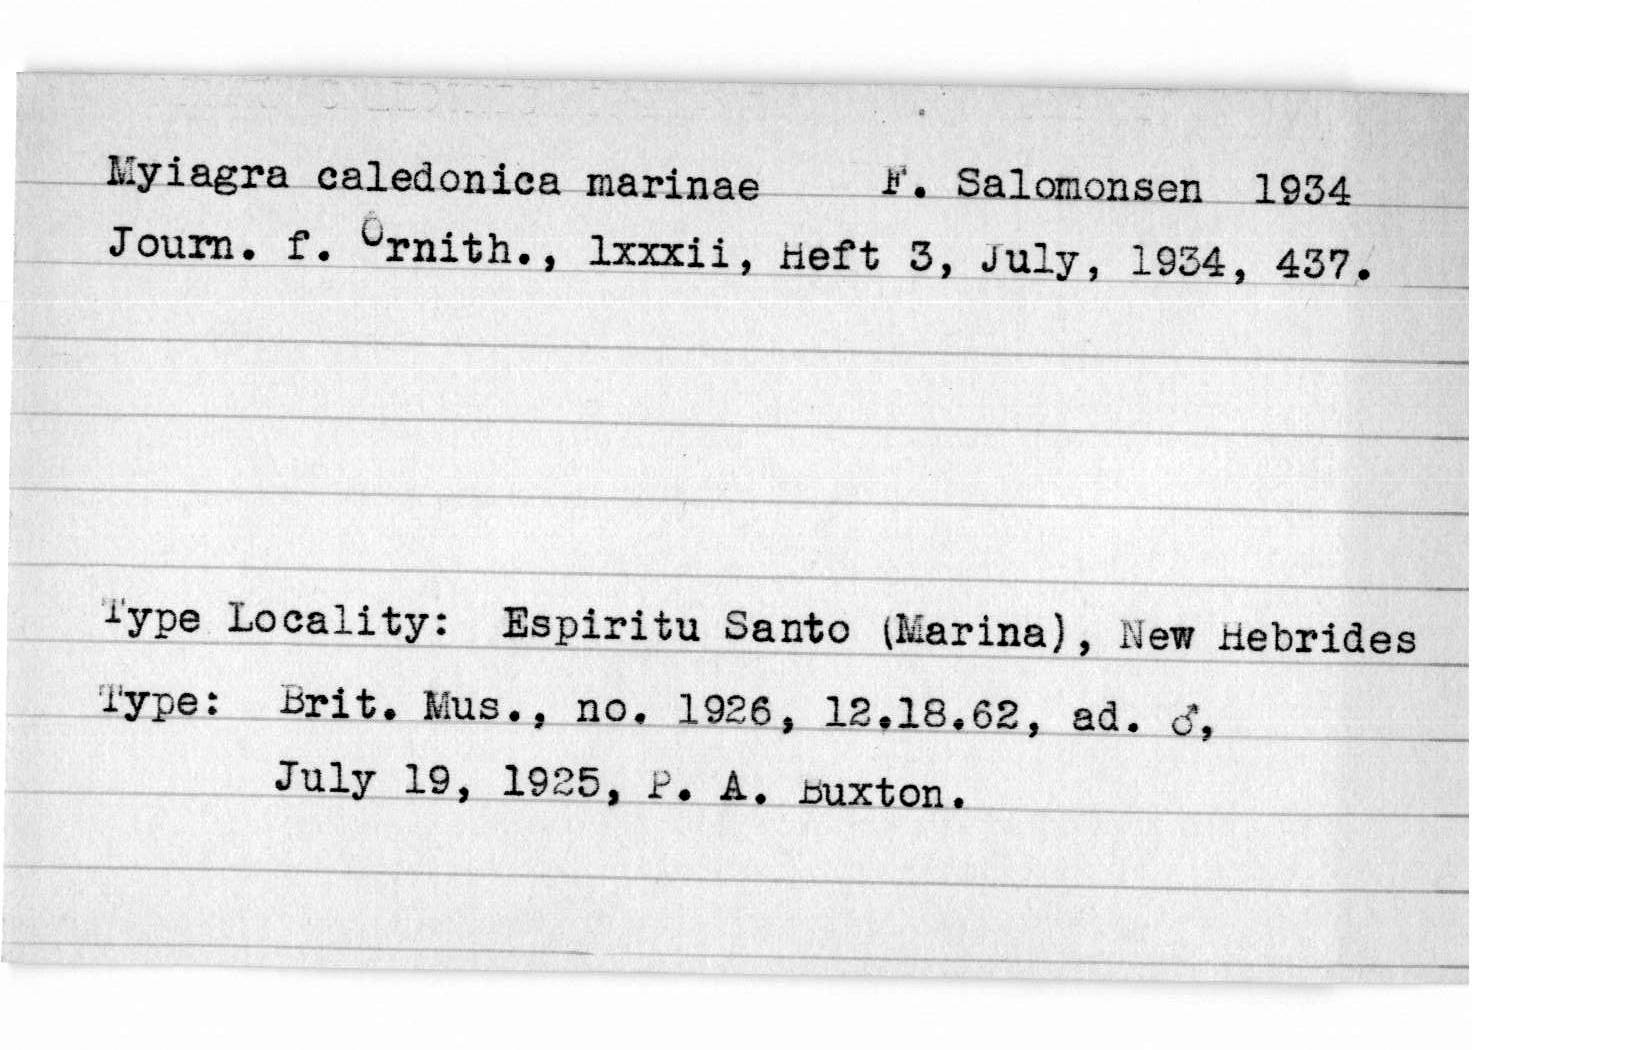 Myiagra caledonica marinae F. Salomonsen 1934
Journ. f. Ornith., lxxxii, Heft 3, July, 1934, 437.
Type Locality: Espiritu Santo (Marina), New Hebrides
Type: Brit. Mus., no. 1926, 12.18.62, ad. ♂,
July 19, 1925, P. A. Buxton.